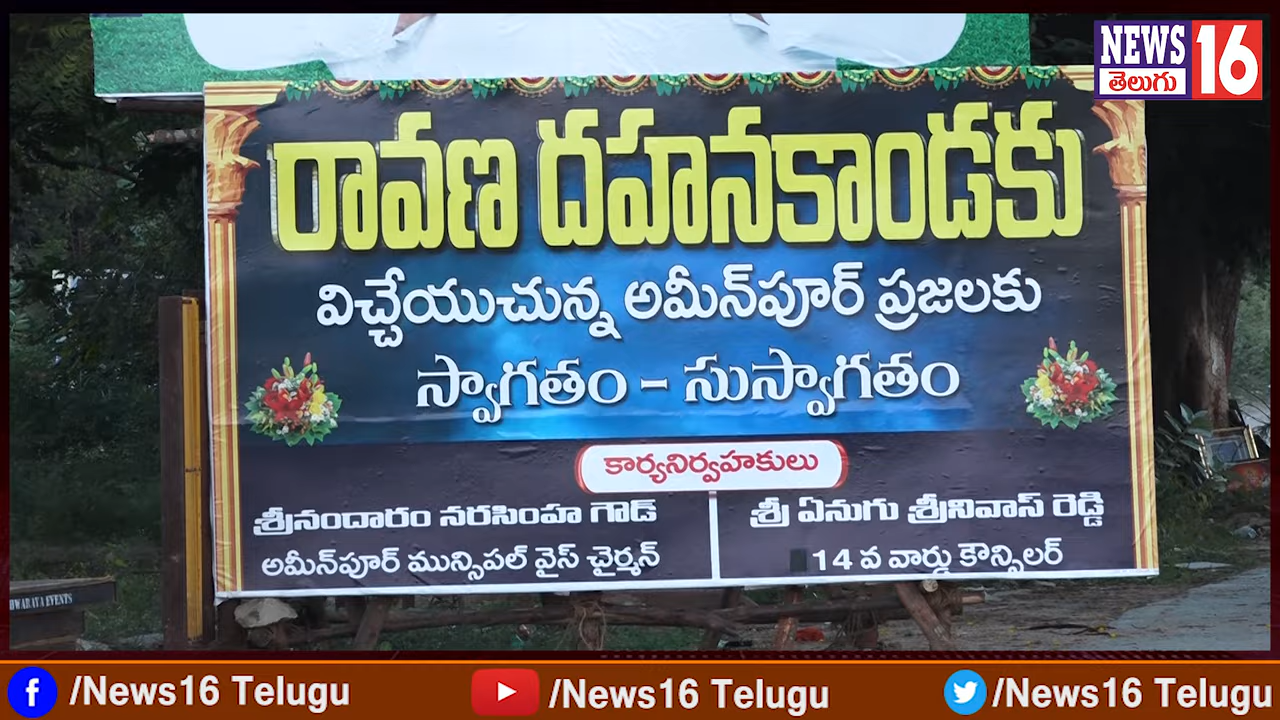 NEWS
తెలుగు
16
రావణ దహనకాండకు
విచ్చేయుచున్న అమీన్‌పూర్ ప్రజలకు
స్వాగతం – సుస్వాగతం
కార్యనిర్వహకులు
శ్రీనందారం నరసింహ గౌడ్
అమీన్‌పూర్ మున్సిపల్ వైస్ ఛైర్మన్
శ్రీ ఏనుగు శ్రీనివాస్ రెడ్డి
14 వ వార్డు కౌన్సిలర్
EVENTS
/News16 Telugu
/News16 Telugu
/News16 Telugu